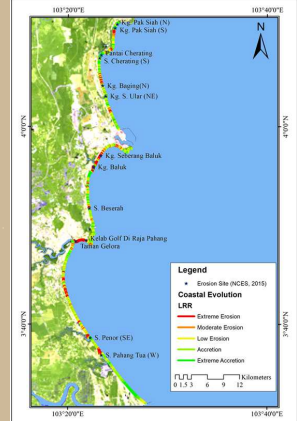 103°20'0"E
103°40'0"E
N
Kg. Pak Siah (N)
Kg. Pak Siah (S)
Pantai Cherating
S. Cherating (S)
Kg. Baging(N)
Kg. S. Ular (NE)
4°0'0"N
4°0'0"N
Kg. Seberang Baluk
Kg. Baluk
S. Beserah
Kelab Golf Di Raja Pahang
Taman Gelora
3°40'0"N
3°40'0"N
S. Penor (SE)
S. Pahang Tua (W)
Legend
Erosion Site (NCES, 2015)
Coastal Evolution
LRR
Extreme Erosion
Moderate Erosion
Low Erosion
Accretion
Extreme Accretion
Kilometers
0 1.5 3 6 9 12
103°20'0"E
103°40'0"E